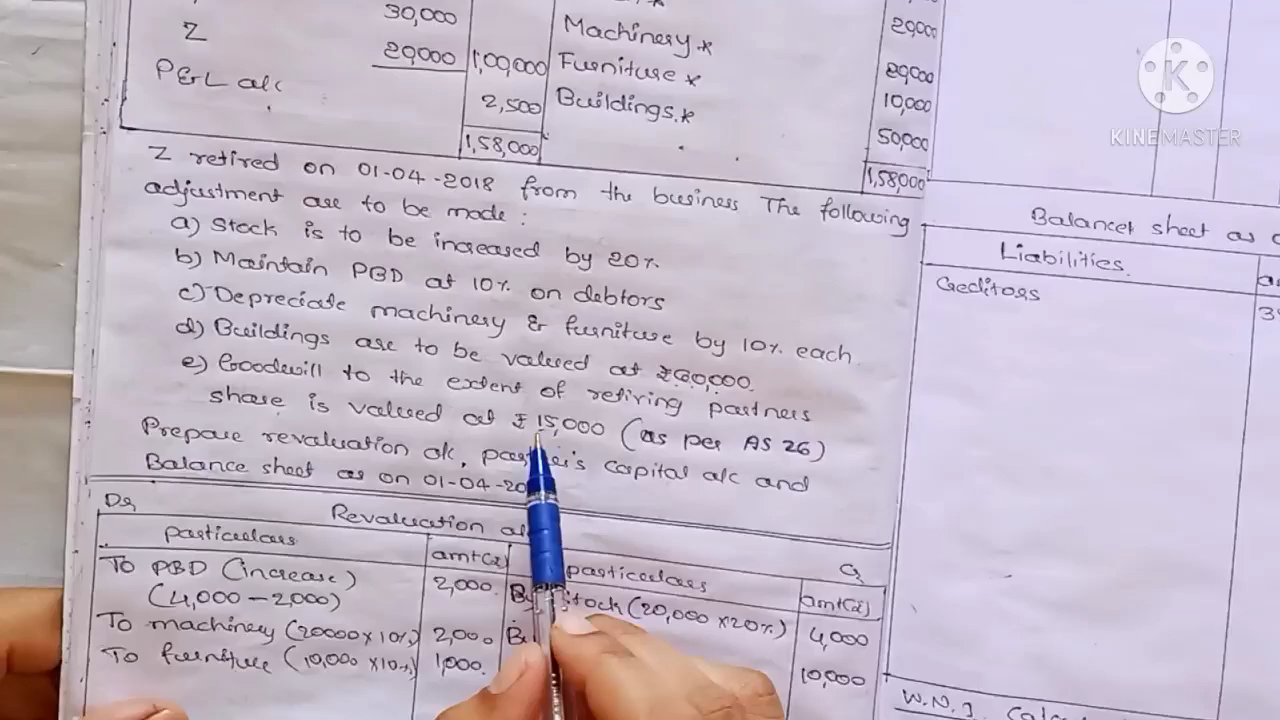 30,000
Z 20000 1,00,000
P&L a/c 2,500
1,58,000
Machinery * 20,000
Furniture * 20,000
Buildings * 10,000
50,000
1,58,000
Z retired on 01-04-2018 from the business The following
adjustment are to be made :
a) Stock is to be increased by 20%
b) Maintain PBD at 10% on debtors
c) Depreciate machinery & furniture by 10% each
d) Buildings are to be valued at ₹60,000.
e) Goodwill to the extent of retiring partners
share is valued at ₹ 15,000 (as per AS 26)
Prepare revaluation a/c, partner's capital a/c and
Balance sheet as on 01-04-20
Dr Revaluation a/ Cr
particulars amt(₹) particulars amt(₹)
To PBD (increase) 2,000 By Stock (20,000 x 20%) 4,000
(4,000 - 2,000)
To machinery (20000 x 10%) 2,000 By 10,000
To furniture (10,000 x 10%) 1,000.
Balancet sheet as
Liabilities
Creditors
W.N.1
KINEMASTER